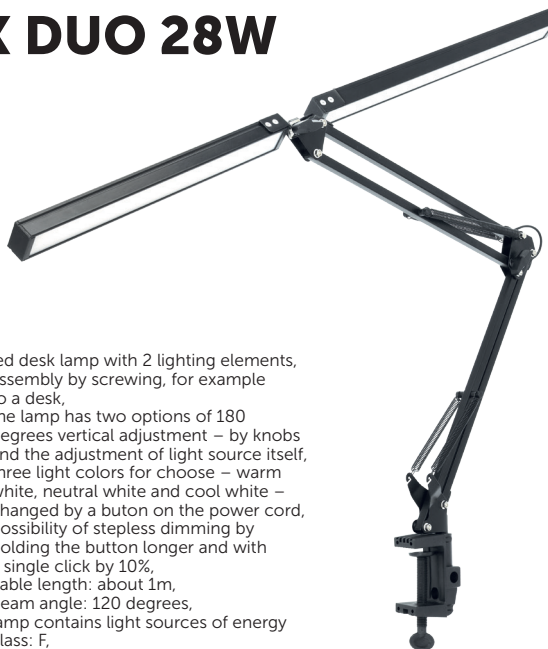 X DUO 28W
ed desk lamp with 2 lighting elements,
ssembly by screwing, for example
o a desk,
he lamp has two options of 180
egrees vertical adjustment – by knobs
nd the adjustment of light source itself,
hree light colors for choose – warm
white, neutral white and cool white –
hanged by a buton on the power cord,
ossibility of stepless dimming by
olding the button longer and with
single click by 10%,
able length: about 1m,
eam angle: 120 degrees,
amp contains light sources of energy
lass: F,